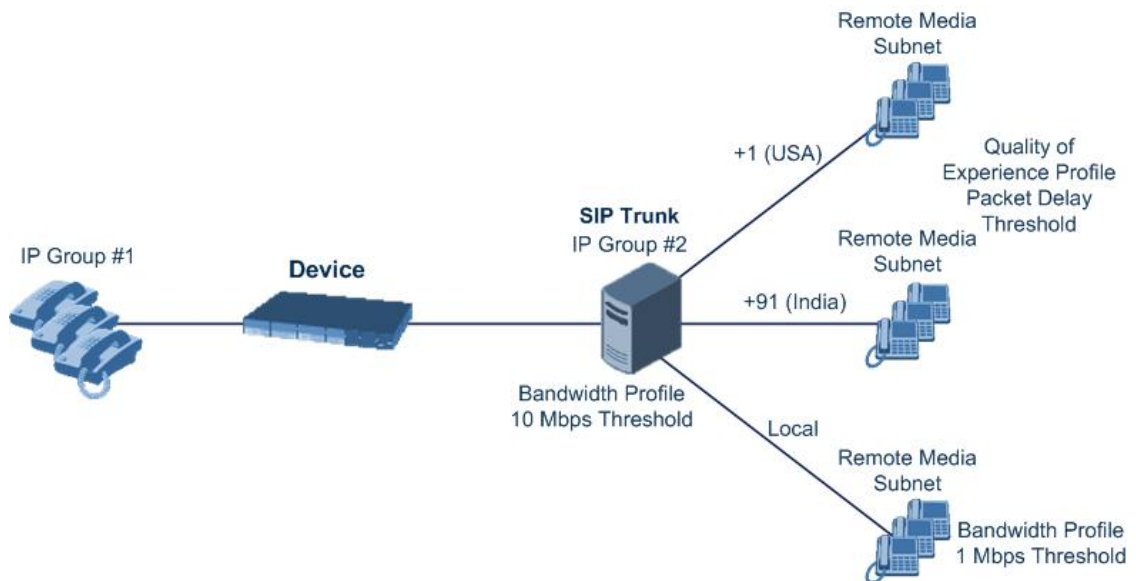 Remote Media
Subnet
+1 (USA)
Quality of
Experience Profile
Packet Delay
Threshold
SIP Trunk
IP Group #2
IP Group #1
Device
Remote Media
Subnet
+91 (India)
Bandwidth Profile
10 Mbps Threshold
Local
Remote Media
Subnet
Bandwidth Profile
1 Mbps Threshold